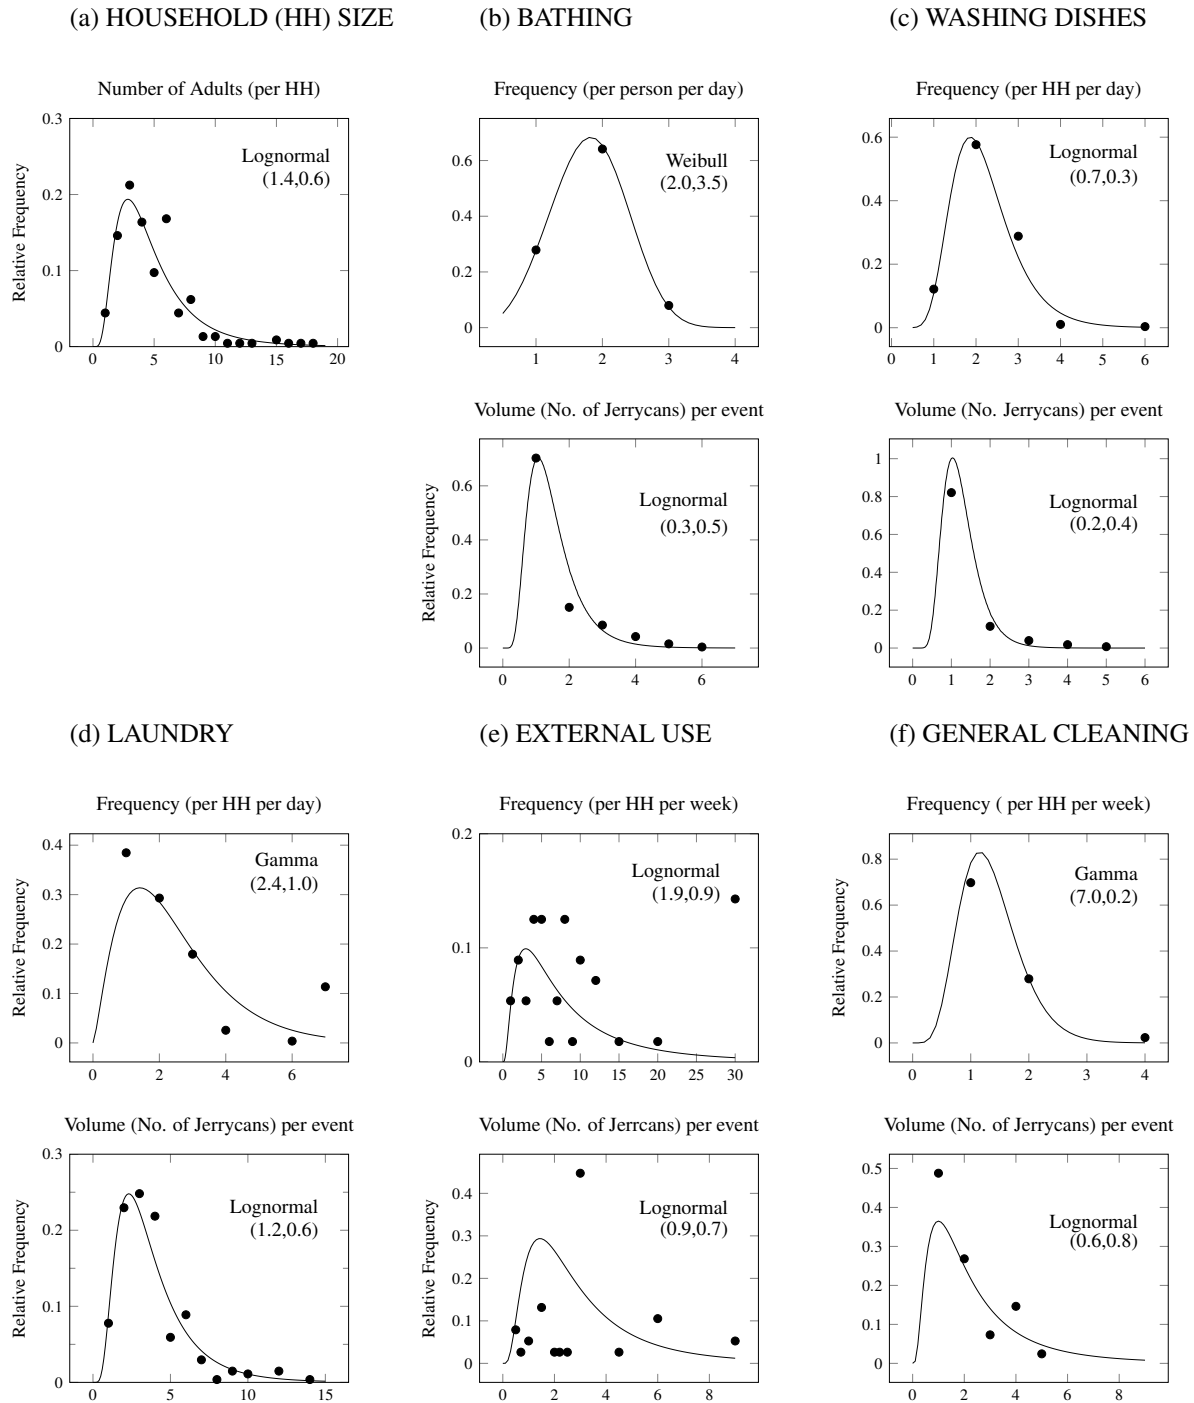 (a) HOUSEHOLD (HH) SIZE
Number of Adults (per HH)
Relative Frequency
0.3
0.2
0.1
0
0 5 10 15 20
Lognormal
(1.4,0.6)
(b) BATHING
Frequency (per person per day)
0.6
0.4
0.2
0
1 2 3 4
Weibull
(2.0,3.5)
Volume (No. of Jerrycans) per event
Relative Frequency
0.6
0.4
0.2
0
0 2 4 6
Lognormal
(0.3,0.5)
(c) WASHING DISHES
Frequency (per HH per day)
0.6
0.4
0.2
0
0 1 2 3 4 5 6
Lognormal
(0.7,0.3)
Volume (No. Jerrycans) per event
1
0.8
0.6
0.4
0.2
0
0 1 2 3 4 5 6
Lognormal
(0.2,0.4)
(d) LAUNDRY
Frequency (per HH per day)
Relative Frequency
0.4
0.3
0.2
0.1
0
0 2 4 6
Gamma
(2.4,1.0)
Volume (No. of Jerrycans) per event
Relative Frequency
0.3
0.2
0.1
0
0 5 10 15
Lognormal
(1.2,0.6)
(e) EXTERNAL USE
Frequency (per HH per week)
0.2
0.1
0
0 5 10 15 20 25 30
Lognormal
(1.9,0.9)
Volume (No. of Jerrcans) per event
Relative Frequency
0.4
0.3
0.2
0.1
0
0 2 4 6 8
Lognormal
(0.9,0.7)
(f) GENERAL CLEANING
Frequency ( per HH per week)
Relative Frequency
0.8
0.6
0.4
0.2
0
0 1 2 3 4
Gamma
(7.0,0.2)
Volume (No. of Jerrycans) per event
0.5
0.4
0.3
0.2
0.1
0
0 2 4 6 8
Lognormal
(0.6,0.8)